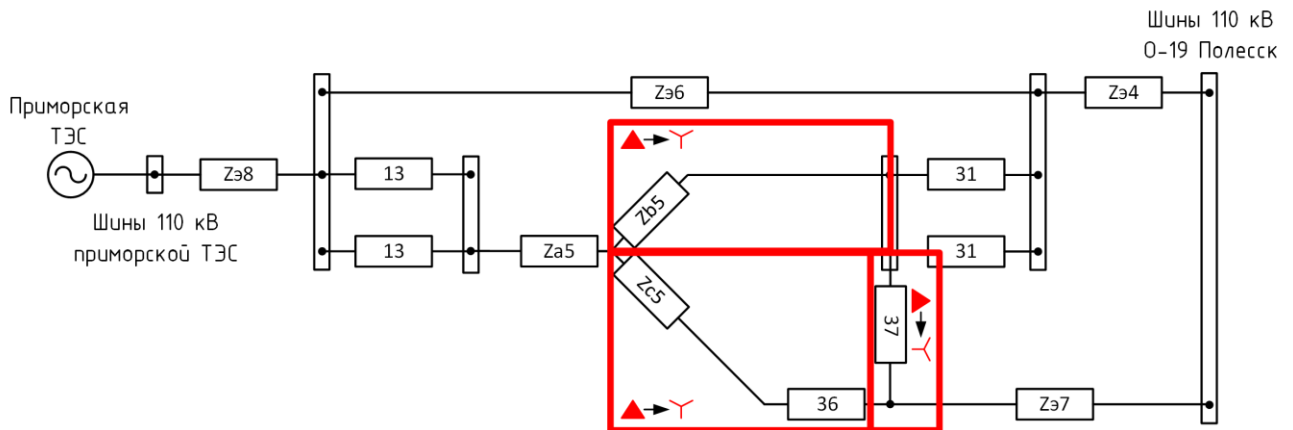 Шины 110 кВ
О-19 Полесск
Приморская
ТЭС
Zэ6
Zэ4
Zэ8
13
Zb5
31
Шины 110 кВ
приморской ТЭС
13
Zа5
31
Zc5
37
36
Zэ7